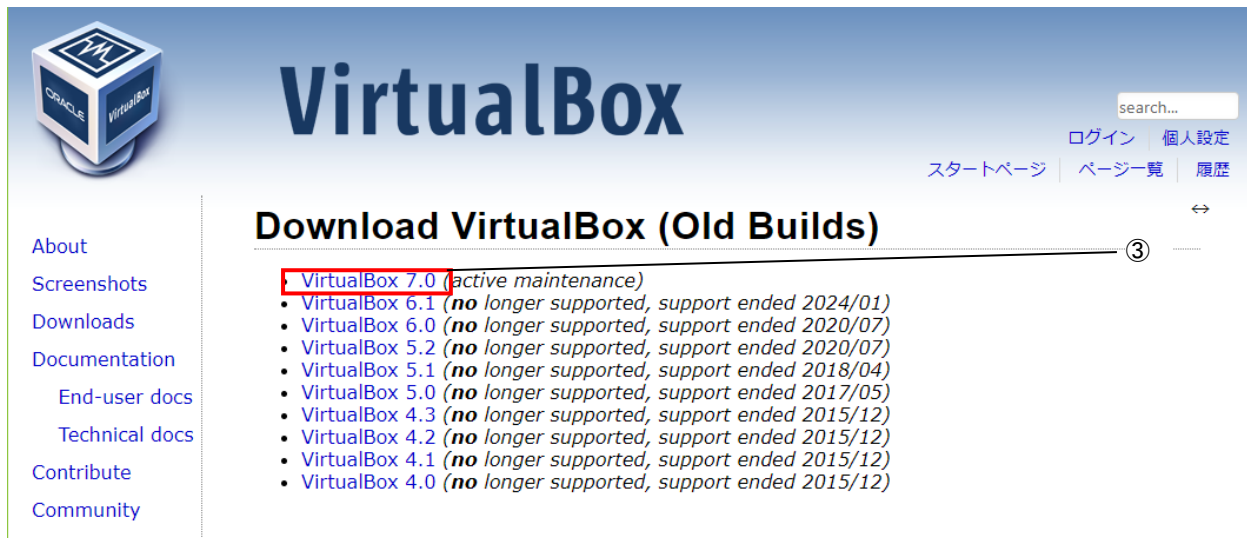 ORACLE
VirtualBox
VirtualBox
search...
ログイン 個人設定
スタートページ ページ一覧 履歴
About
Screenshots
Downloads
Documentation
End-user docs
Technical docs
Contribute
Community
Download VirtualBox (Old Builds)
③
VirtualBox 7.0 (active maintenance)
VirtualBox 6.1 (no longer supported, support ended 2024/01)
VirtualBox 6.0 (no longer supported, support ended 2020/07)
VirtualBox 5.2 (no longer supported, support ended 2020/07)
VirtualBox 5.1 (no longer supported, support ended 2018/04)
VirtualBox 5.0 (no longer supported, support ended 2017/05)
VirtualBox 4.3 (no longer supported, support ended 2015/12)
VirtualBox 4.2 (no longer supported, support ended 2015/12)
VirtualBox 4.1 (no longer supported, support ended 2015/12)
VirtualBox 4.0 (no longer supported, support ended 2015/12)